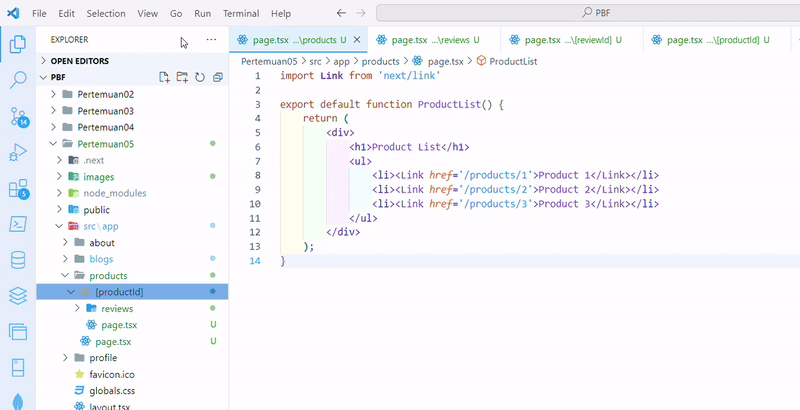 File Edit Selection View Go Run Terminal Help PBF
EXPLORER
page.tsx ...\products U
page.tsx ...\reviews U
page.tsx ...\[reviewId] U
page.tsx ...\[productId] U
OPEN EDITORS
Pertemuan05 > src > app > products > page.tsx > ProductList
PBF
Pertemuan02
Pertemuan03
Pertemuan04
Pertemuan05
.next
images
node_modules
public
src\app
about
blogs
products
[productId]
reviews
page.tsx U
page.tsx U
profile
favicon.ico
globals.css
layout.tsx
14
5
1 import Link from 'next/link'
2
3 export default function ProductList() {
4 return (
5 <div>
6 <h1>Product List</h1>
7 <ul>
8 <li><Link href='/products/1'>Product 1</Link></li>
9 <li><Link href='/products/2'>Product 2</Link></li>
10 <li><Link href='/products/3'>Product 3</Link></li>
11 </ul>
12 </div>
13 );
14 }